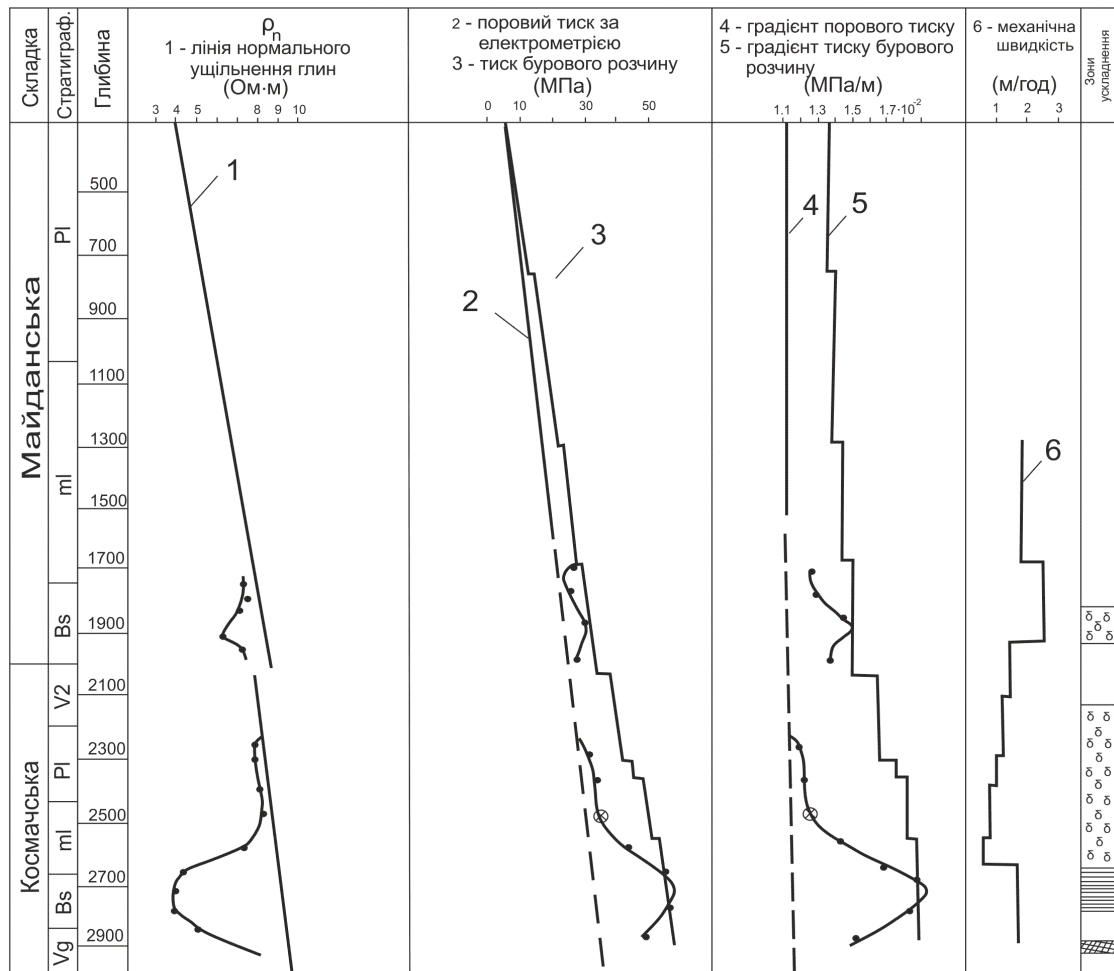 Складка
Стратиграф.
Глибина
ρn
1 - лінія нормального
ущільнення глин
(Ом·м)
3 4 5 8 9 10
2 - поровий тиск за
електрометрією
3 - тиск бурового розчину
(МПа)
0 10 30 50
4 - градієнт порового тиску
5 - градієнт тиску бурового
розчину
(МПа/м)
1.1 1.3 1.5 1.7·10⁻²
6 - механічна
швидкість
(м/год)
1 2 3
Зони
ускладнення
Майданська
Космачська
Pl
ml
Bs
V2
Pl
ml
Bs
Vg
500
700
900
1100
1300
1500
1700
1900
2100
2300
2500
2700
2900
1
2
3
4
5
6
δ δ
δ
δ δ
δ δ
δ
δ δ
δ
δ δ
δ
δ δ
δ
δ δ
δ
δ δ